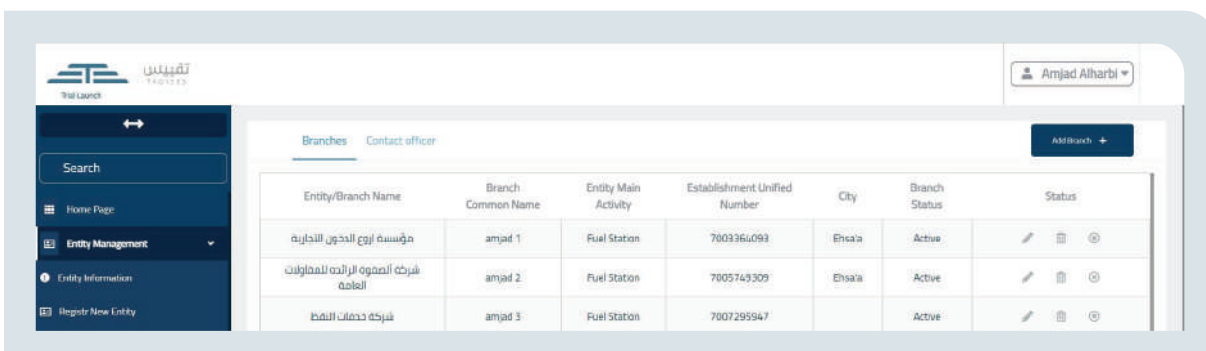 تقييس
TAQIEES
Trial Launch
Amjad Alharbi
Search
Home Page
Entity Management
Entity Information
Registr New Entity
Branches Contact officer
Add Branch +
Entity/Branch Name Branch Common Name Entity Main Activity Establishment Unified Number City Branch Status Status
مؤسسة اروع الدخون التجارية amjad 1 Fuel Station 7003364093 Ehsa'a Active
شركة الصفوة الرائده للمقاولات العامة amjad 2 Fuel Station 7005749309 Ehsa'a Active
شركة خدمات النفط amjad 3 Fuel Station 7007295947 Active